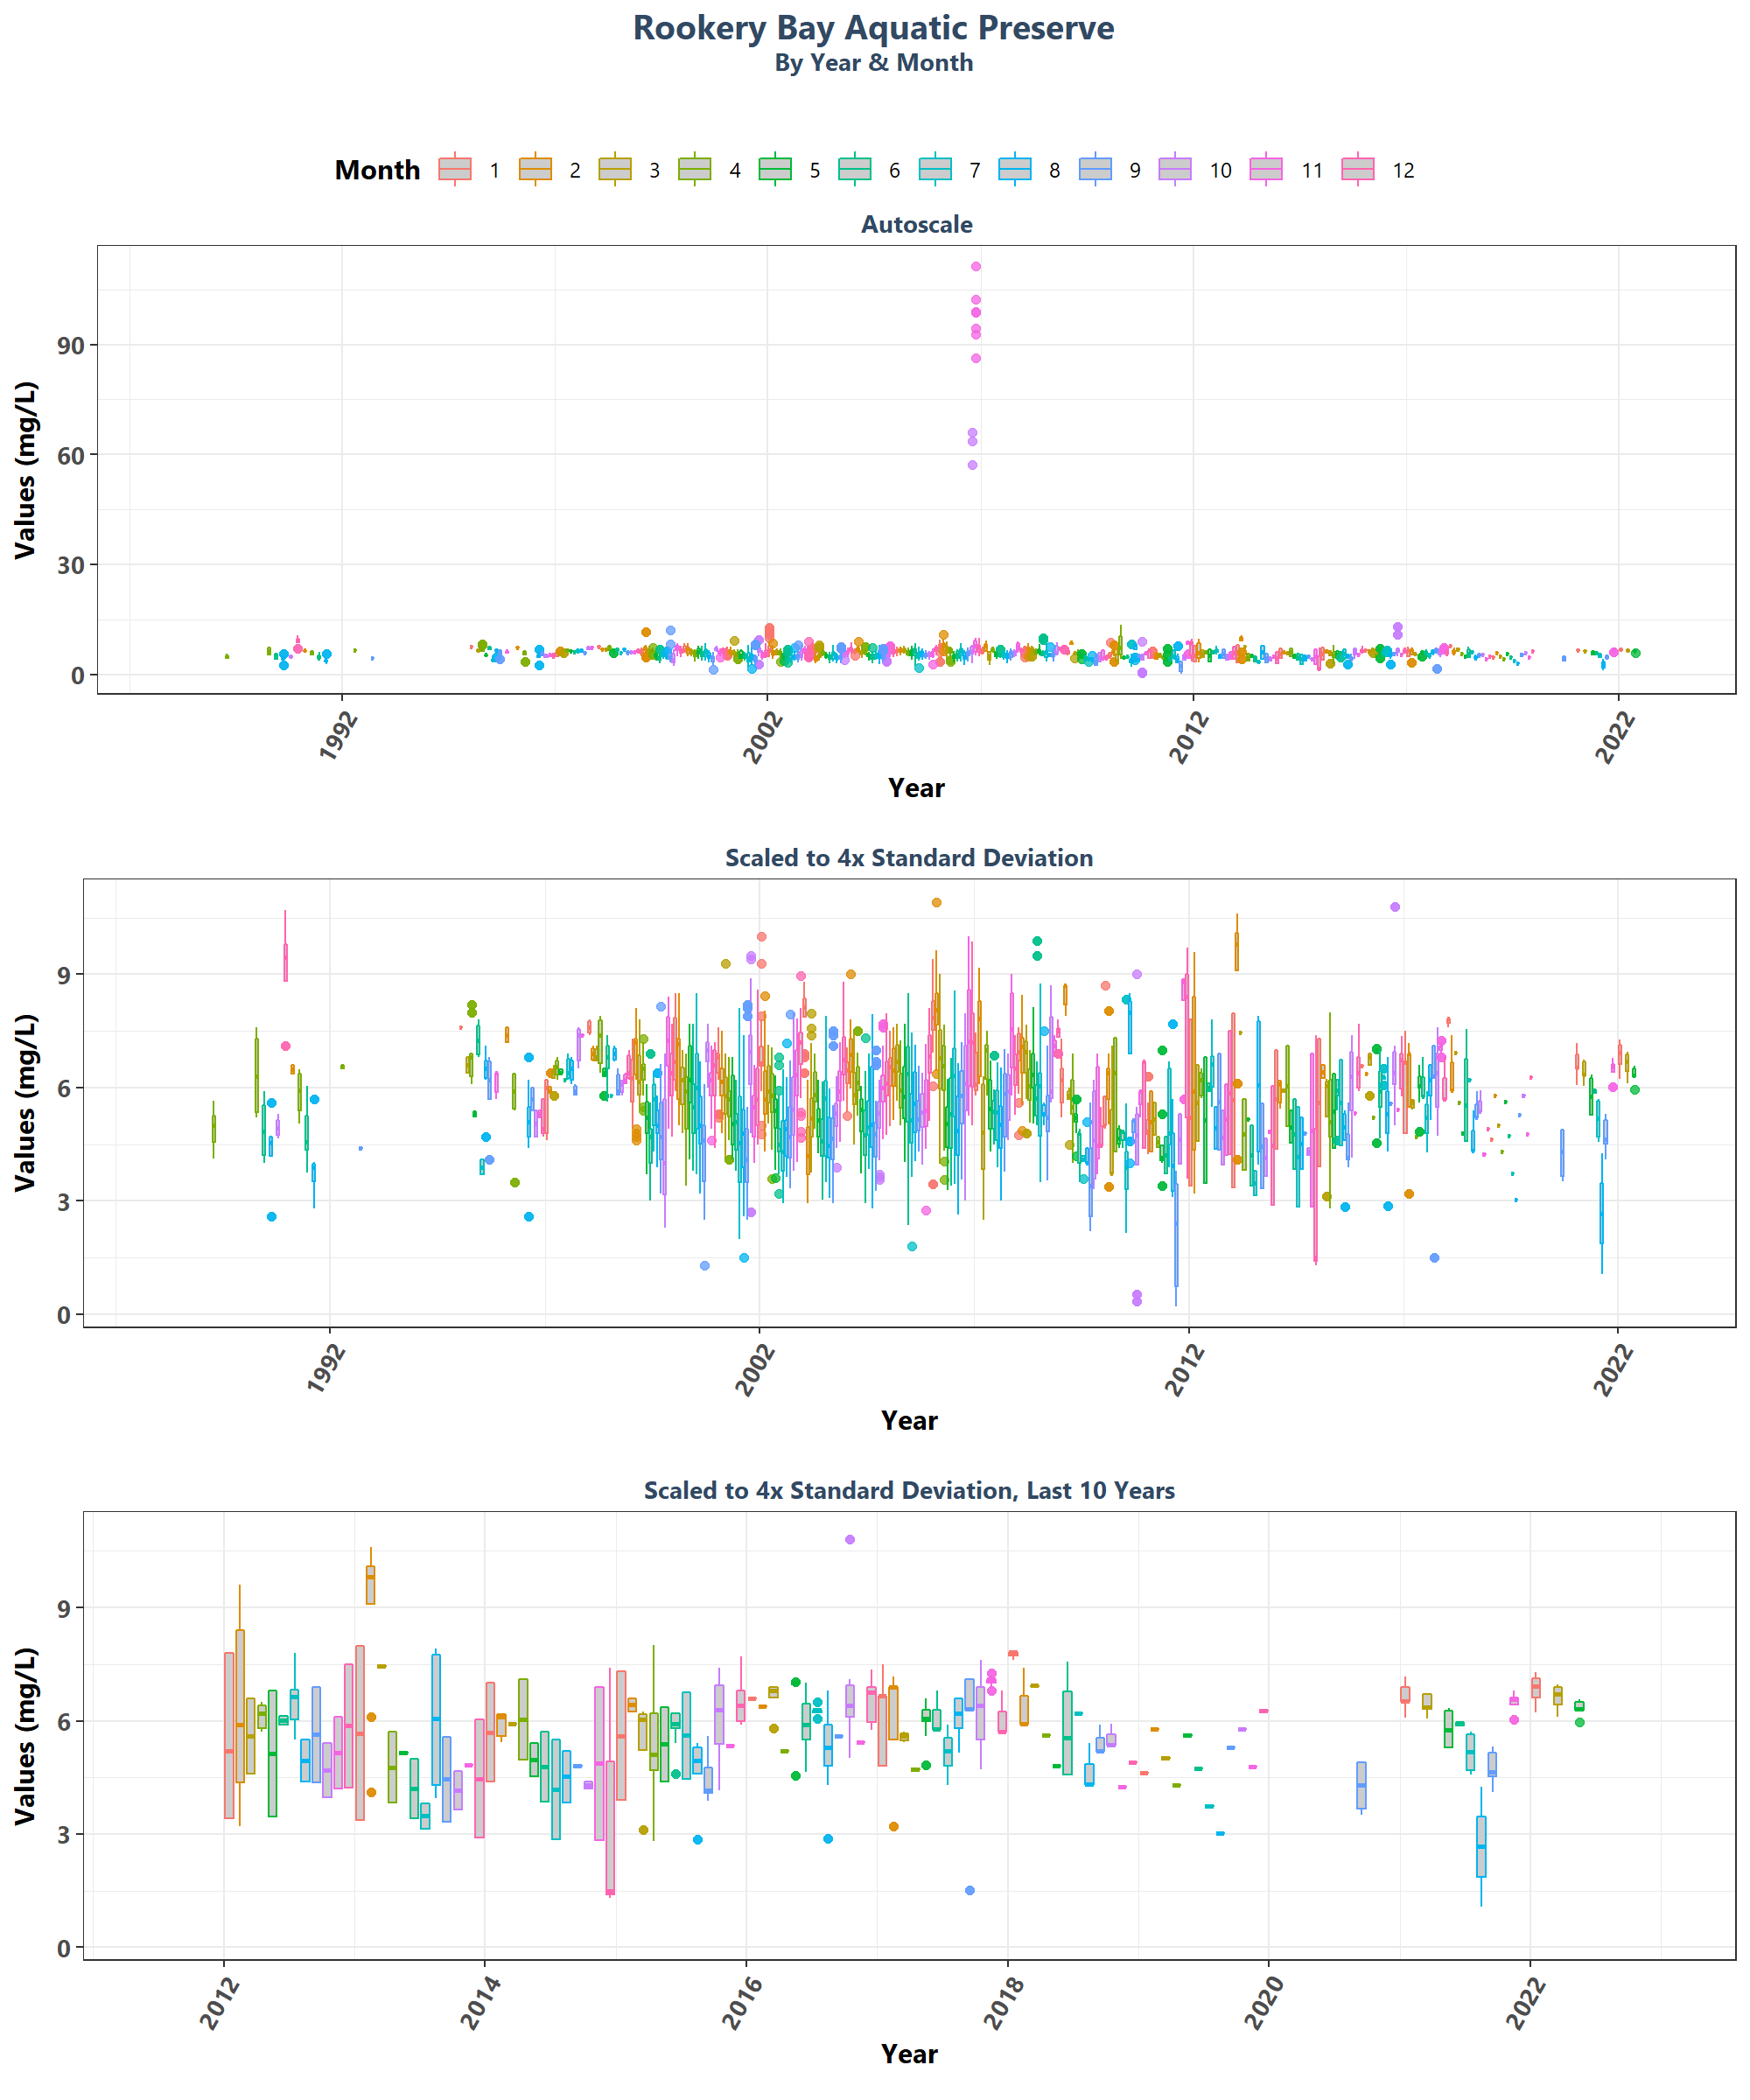 Rookery Bay Aquatic Preserve
By Year & Month
Month 1 2 3 4 5 6 7 8 9 10 11 12
Autoscale
Values (mg/L)
90
60
30
0
1992 2002 2012 2022
Year
Scaled to 4x Standard Deviation
Values (mg/L)
9
6
3
0
1992 2002 2012 2022
Year
Scaled to 4x Standard Deviation, Last 10 Years
Values (mg/L)
9
6
3
0
2012 2014 2016 2018 2020 2022
Year